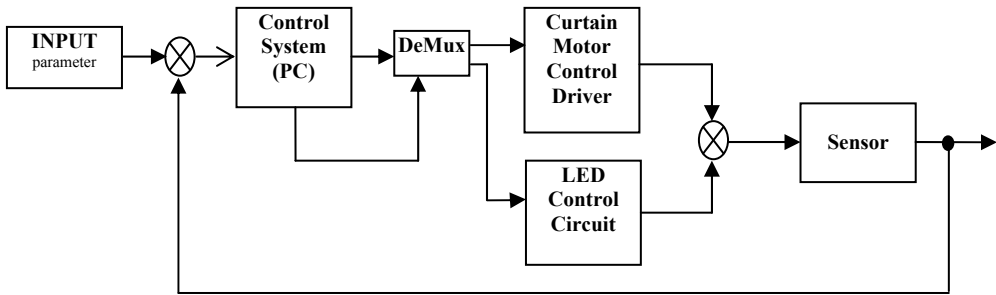 INPUT
parameter
Control
System
(PC)
DeMux
Curtain
Motor
Control
Driver
LED
Control
Circuit
Sensor